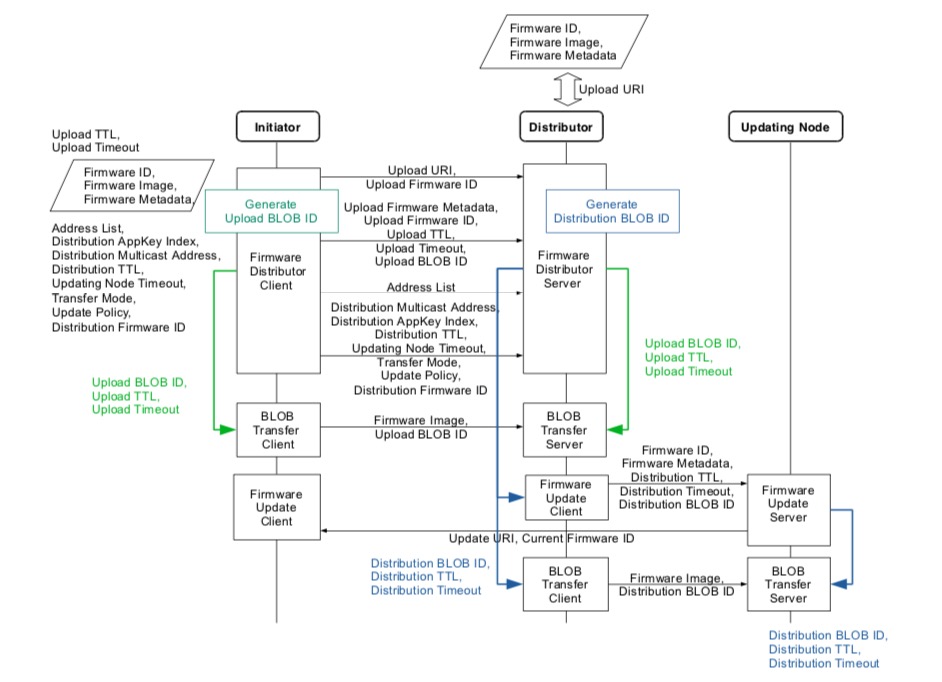 Firmware ID,
Firmware Image,
Firmware Metadata
Upload URI
Initiator
Distributor
Updating Node
Upload TTL,
Upload Timeout
Firmware ID,
Firmware Image,
Firmware Metadata,
Address List,
Distribution AppKey Index,
Distribution Multicast Address,
Distribution TTL,
Updating Node Timeout,
Transfer Mode,
Update Policy,
Distribution Firmware ID
Generate
Upload BLOB ID
Firmware
Distributor
Client
Upload URI,
Upload Firmware ID
Upload Firmware Metadata,
Upload Firmware ID,
Upload TTL,
Upload Timeout,
Upload BLOB ID
Address List
Distribution Multicast Address,
Distribution AppKey Index,
Distribution TTL,
Updating Node Timeout,
Transfer Mode,
Update Policy,
Distribution Firmware ID
Generate
Distribution BLOB ID
Firmware
Distributor
Server
Upload BLOB ID,
Upload TTL,
Upload Timeout
Upload BLOB ID,
Upload TTL,
Upload Timeout
BLOB
Transfer
Client
Firmware Image,
Upload BLOB ID
BLOB
Transfer
Server
Firmware
Update
Client
Firmware
Update
Client
Firmware ID,
Firmware Metadata,
Distribution TTL,
Distribution Timeout,
Distribution BLOB ID
Firmware
Update
Server
Update URI, Current Firmware ID
Distribution BLOB ID,
Distribution TTL,
Distribution Timeout
BLOB
Transfer
Client
Firmware Image,
Distribution BLOB ID
BLOB
Transfer
Server
Distribution BLOB ID,
Distribution TTL,
Distribution Timeout